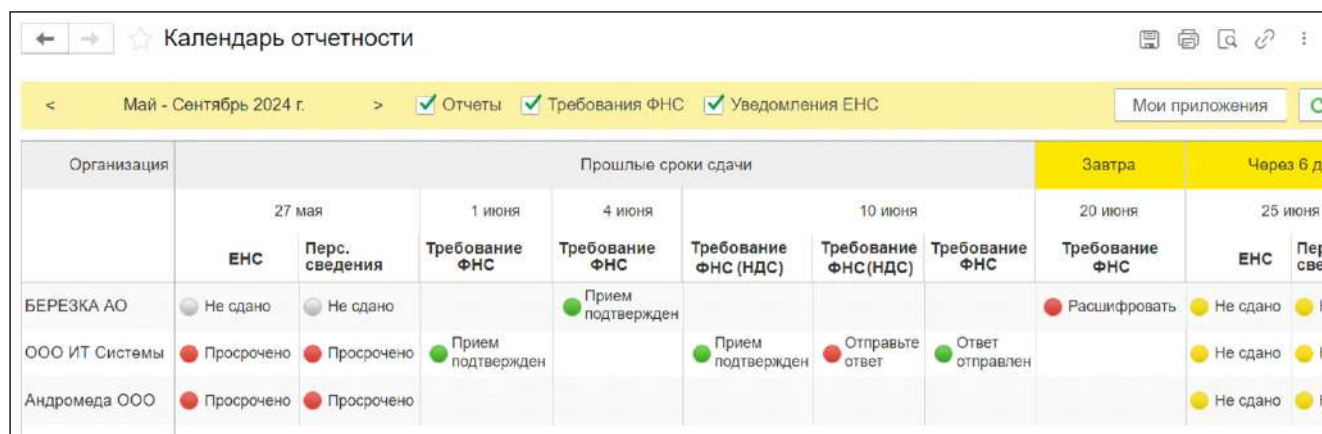 Календарь отчетности
< Май - Сентябрь 2024 г. > Отчеты Требования ФНС Уведомления ЕНС Мои приложения
Организация Прошлые сроки сдачи Завтра Через 6 д
27 мая 1 июня 4 июня 10 июня 20 июня 25 июня
ЕНС Перс. сведения Требование ФНС Требование ФНС Требование ФНС (НДС) Требование ФНС(НДС) Требование ФНС Требование ФНС ЕНС
БЕРЕЗКА АО Не сдано Не сдано Прием подтвержден Расшифровать Не сдано
ООО ИТ Системы Просрочено Просрочено Прием подтвержден Прием подтвержден Отправьте ответ Ответ отправлен Не сдано
Андромеда ООО Просрочено Просрочено Не сдано